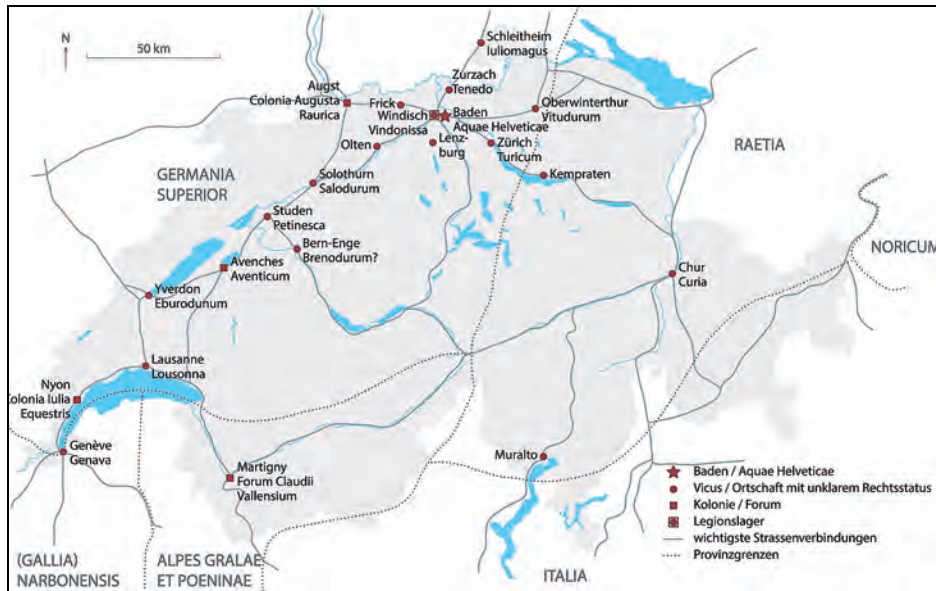 N
50 km
Schleitheim
Iuliomagus
Zurzach
Tenedo
Augst
Colonia Augusta
Raurica
Frick
Windisch
Vindonissa
Baden
Aquae Helveticae
Oberwinterthur
Vitudurum
Lenz-
burg
Zürich
Turicum
Olten
Kempraten
RAETIA
GERMANIA
SUPERIOR
Solothurn
Salodurum
Studen
Petinesca
Bern-Enge
Brenodurum?
NORICUM
Avenches
Aventicum
Chur
Curia
Yverdon
Eburodunum
Lausanne
Lousonna
Nyon
Colonia Iulia
Equestris
Genève
Genava
Martigny
Forum Claudii
Vallensium
Muralto
Baden / Aquae Helveticae
Vicus / Ortschaft mit unklarem Rechtsstatus
Kolonie / Forum
Legionslager
wichtigste Strassenverbindungen
Provinzgrenzen
(GALLIA)
NARBONENSIS
ALPES GRALAE
ET POENINAE
ITALIA